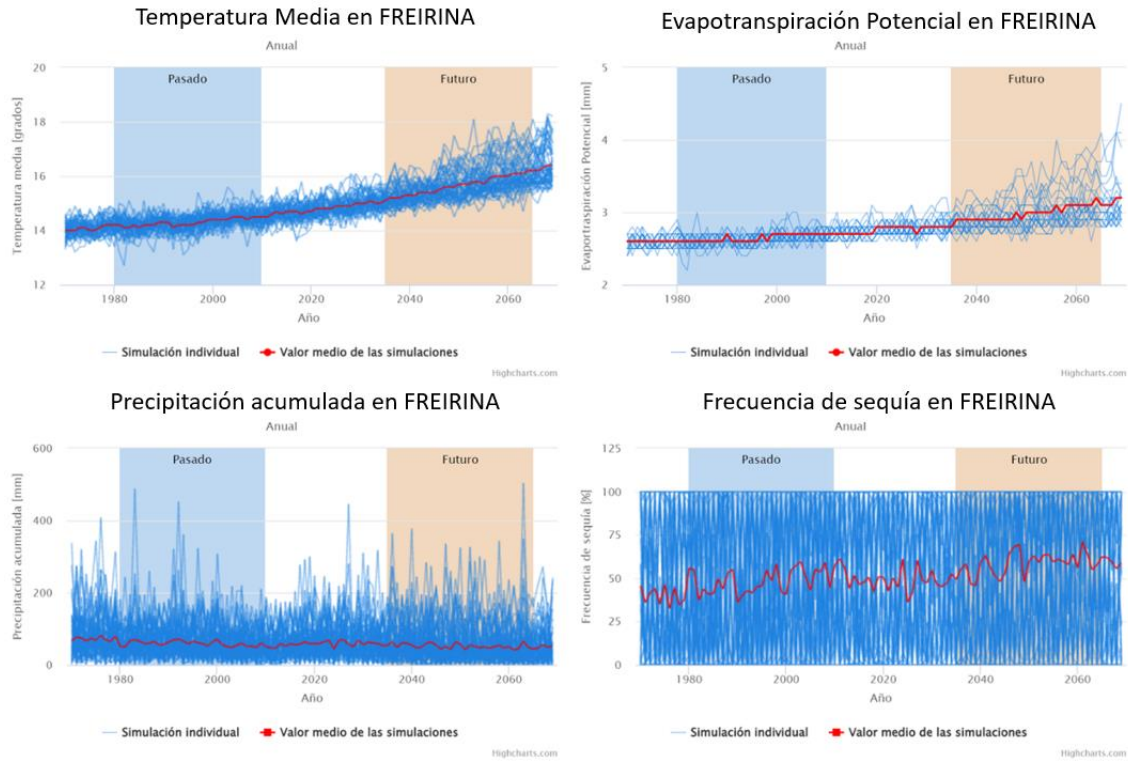 Temperatura Media en FREIRINA
Anual
20
18
16
14
12
Temperatura media [grados]
Pasado
Futuro
1980
2000
2020
2040
2060
Año
Simulación individual
Valor medio de las simulaciones
Highcharts.com
Evapotranspiración Potencial en FREIRINA
Anual
5
4
3
2
Evapotraspiración Potencial [mm]
Pasado
Futuro
1980
2000
2020
2040
2060
Año
Simulación individual
Valor medio de las simulaciones
Highcharts.com
Precipitación acumulada en FREIRINA
Anual
600
400
200
0
Precipitación acumulada [mm]
Pasado
Futuro
1980
2000
2020
2040
2060
Año
Simulación individual
Valor medio de las simulaciones
Highcharts.com
Frecuencia de sequía en FREIRINA
Anual
125
100
75
50
25
0
Frecuencia de sequía [%]
Pasado
Futuro
1980
2000
2020
2040
2060
Año
Simulación individual
Valor medio de las simulaciones
Highcharts.com